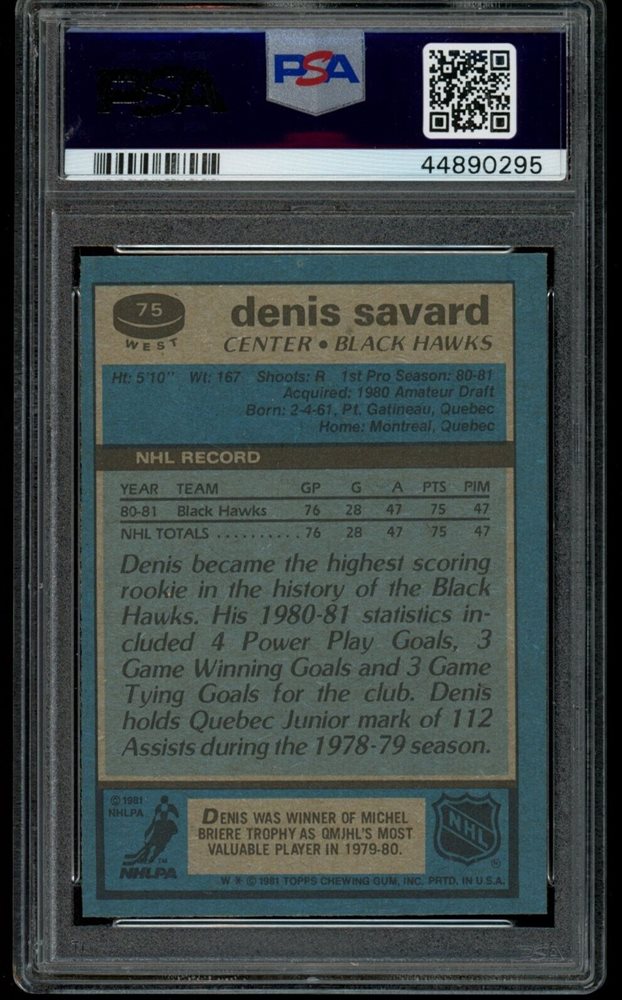 PSA
PSA
44890295
75
WEST
denis savard
CENTER • BLACK HAWKS
Ht: 5'10" Wt: 167 Shoots: R 1st Pro Season: 80-81
Acquired: 1980 Amateur Draft
Born: 2-4-61, Pt. Gatineau, Quebec
Home: Montreal, Quebec
NHL RECORD
YEAR TEAM GP G A PTS PIM
80-81 Black Hawks 76 28 47 75 47
NHL TOTALS .......... 76 28 47 75 47
Denis became the highest scoring
rookie in the history of the Black
Hawks. His 1980-81 statistics in-
cluded 4 Power Play Goals, 3
Game Winning Goals and 3 Game
Tying Goals for the club. Denis
holds Quebec Junior mark of 112
Assists during the 1978-79 season.
© 1981
NHLPA
TM
NHLPA
DENIS WAS WINNER OF MICHEL
BRIERE TROPHY AS QMJHL'S MOST
VALUABLE PLAYER IN 1979-80.
NHL
W * © 1981 TOPPS CHEWING GUM, INC. PRTD. IN U.S.A.